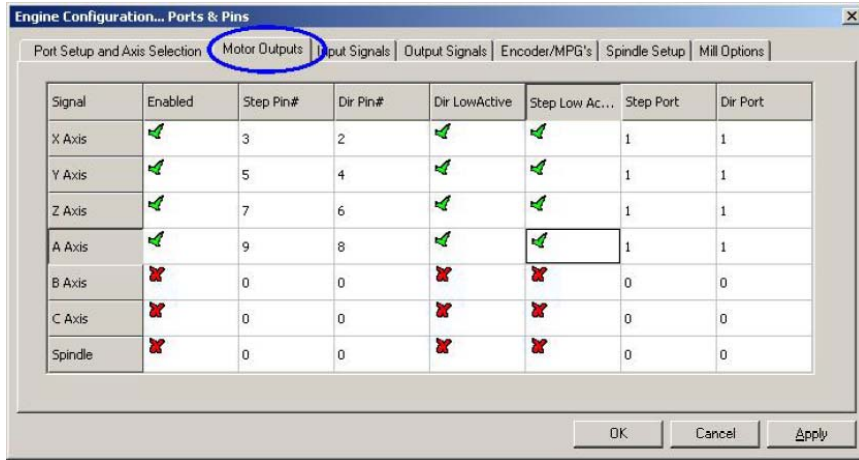 Engine Configuration... Ports & Pins
Port Setup and Axis Selection Motor Outputs Input Signals Output Signals Encoder/MPG's Spindle Setup Mill Options
Signal Enabled Step Pin# Dir Pin# Dir LowActive Step Low Ac... Step Port Dir Port
X Axis 3 2 1 1
Y Axis 5 4 1 1
Z Axis 7 6 1 1
A Axis 9 8 1 1
B Axis 0 0 0 0
C Axis 0 0 0 0
Spindle 0 0 0 0
OK Cancel Apply